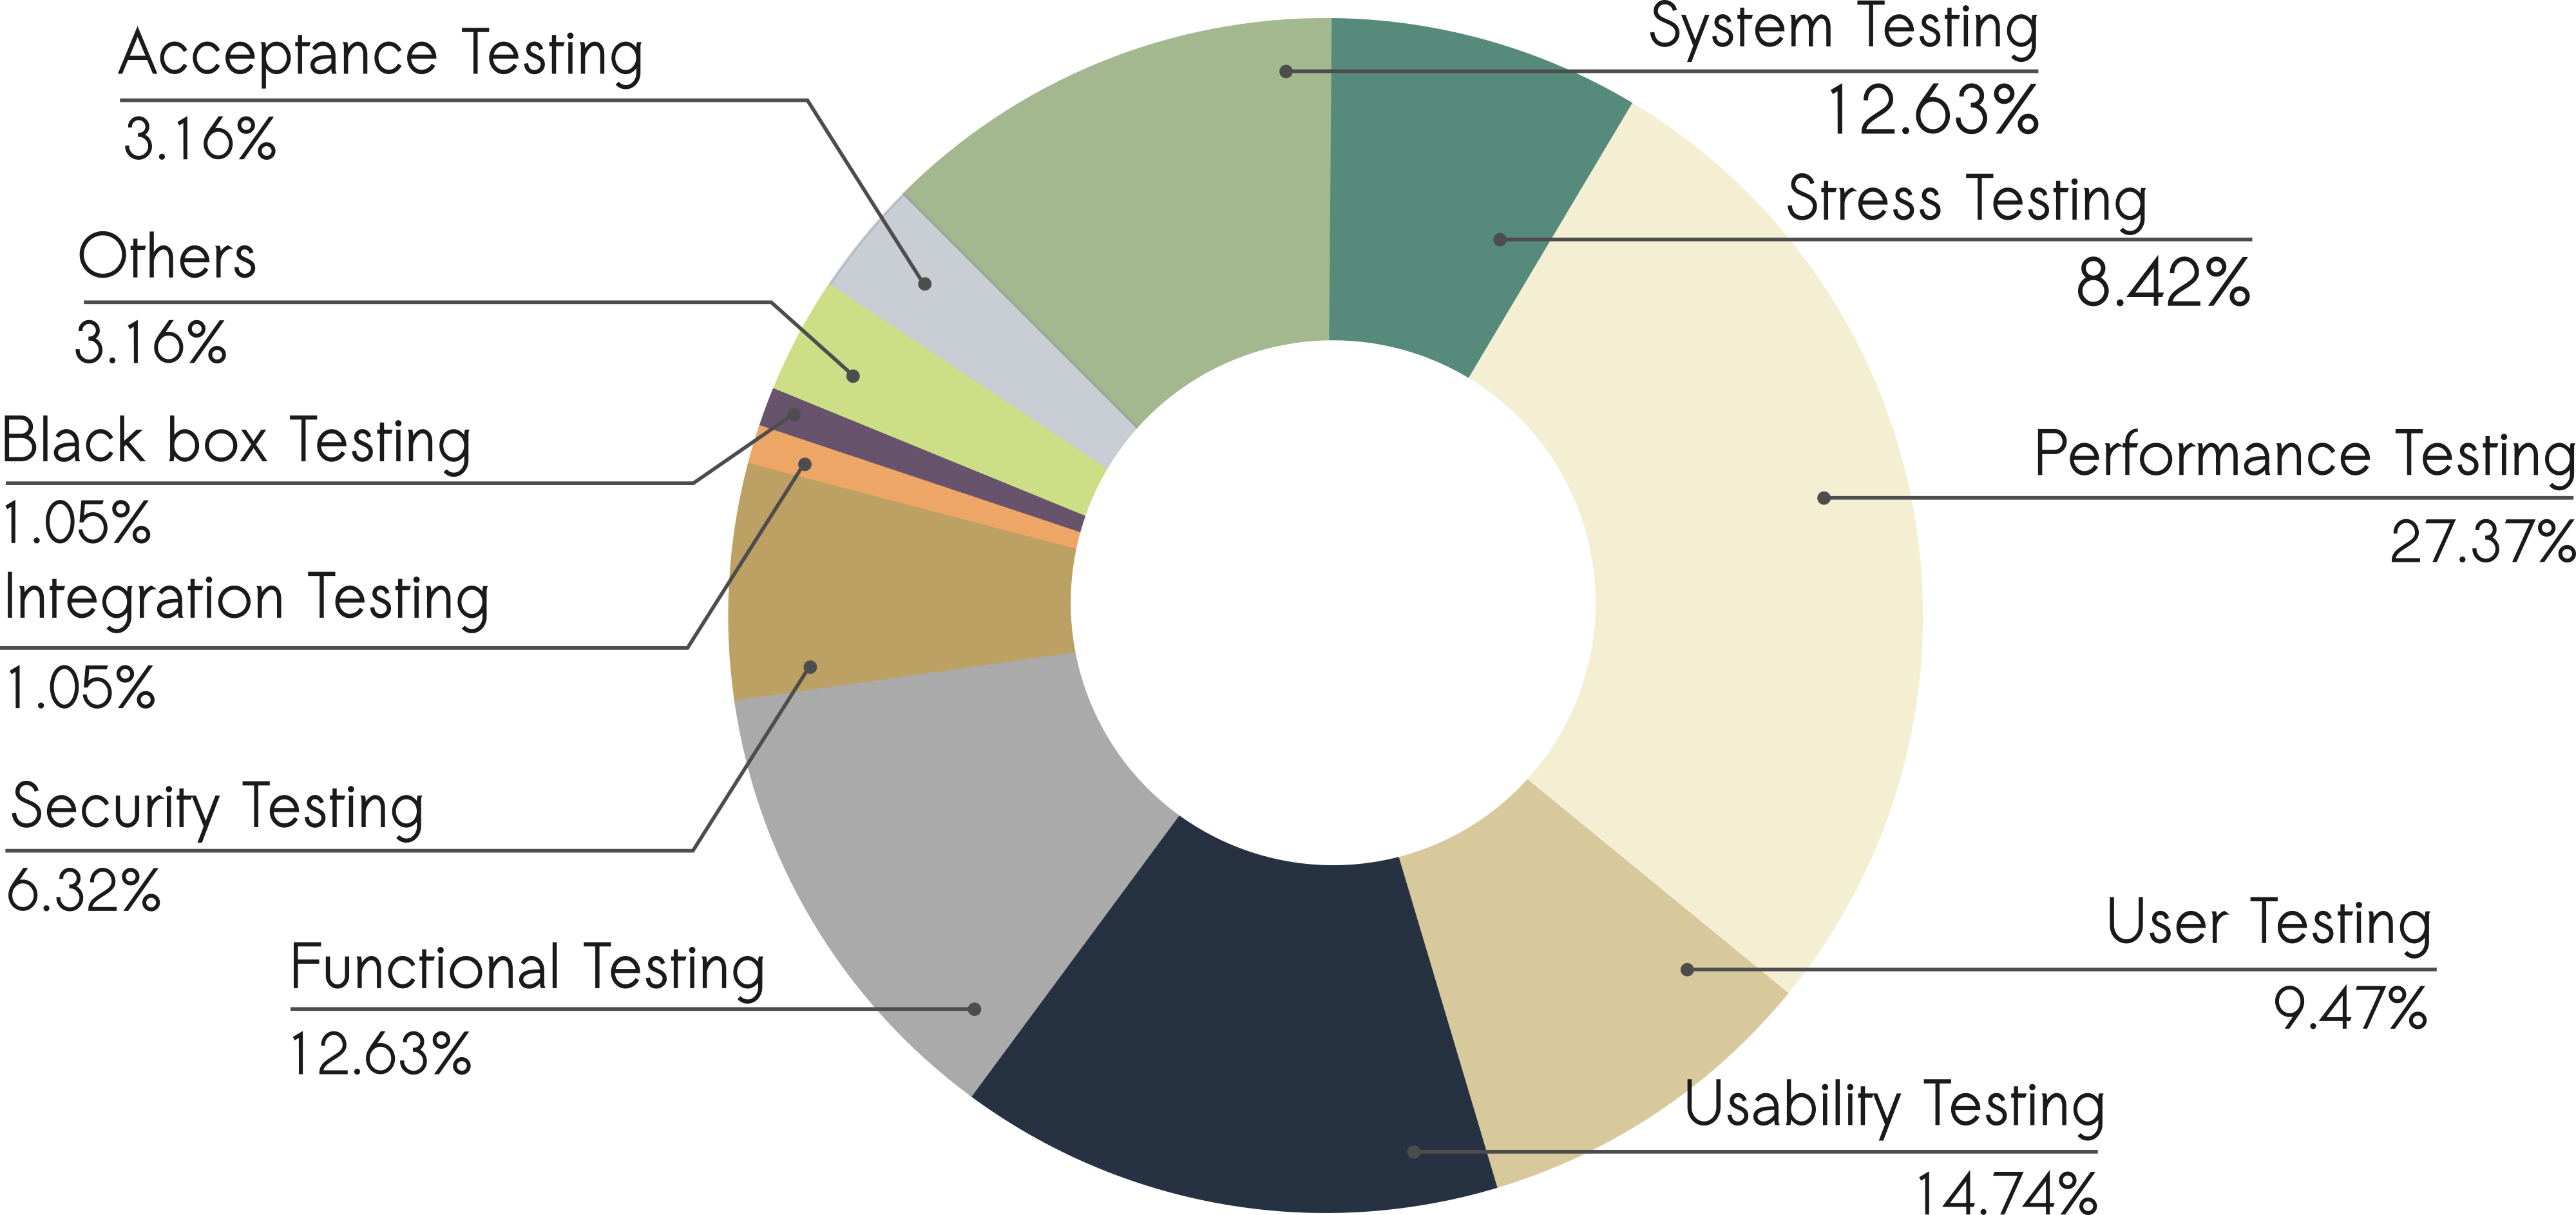 Acceptance Testing
3.16%
Others
3.16%
Black box Testing
1.05%
Integration Testing
1.05%
Security Testing
6.32%
Functional Testing
12.63%
System Testing
12.63%
Stress Testing
8.42%
Performance Testing
27.37%
User Testing
9.47%
Usability Testing
14.74%